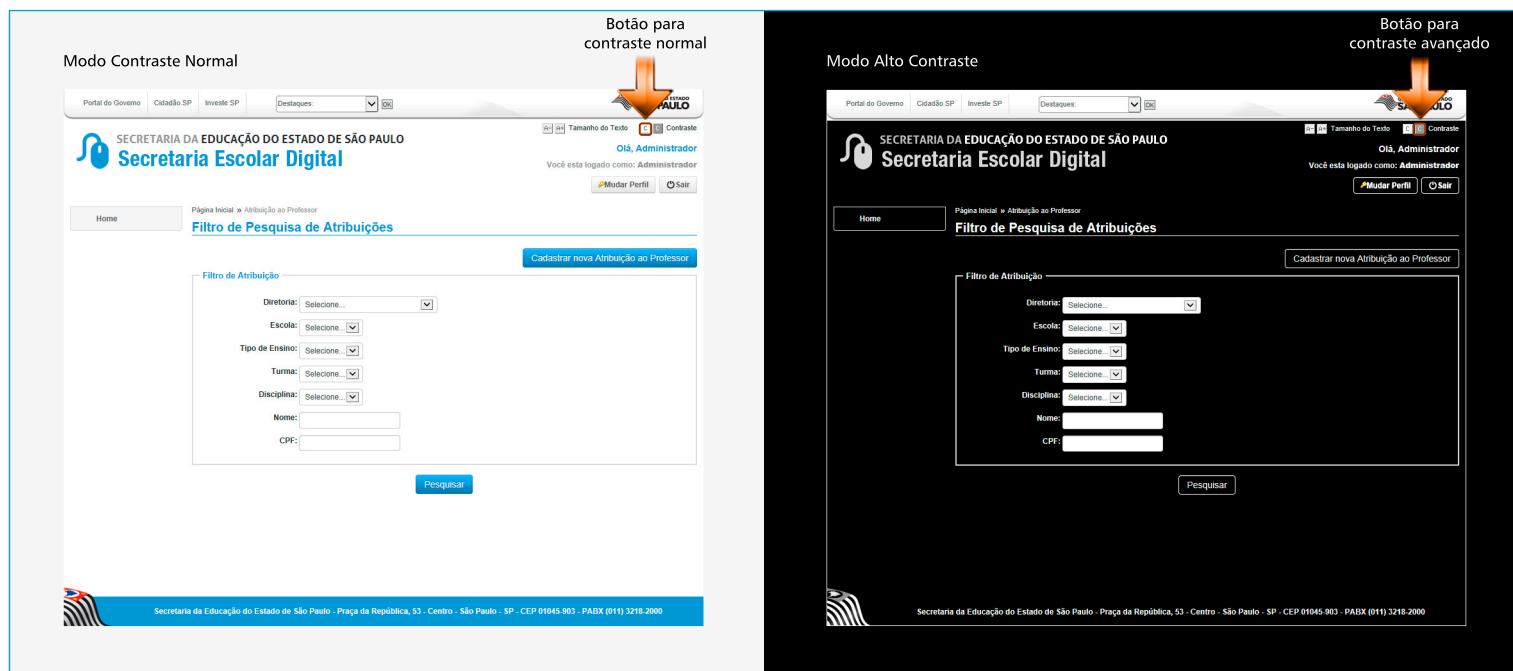 Modo Contraste Normal
Botão para
contraste normal
Portal do Governo
Cidadão SP
Investe SP
Destaques:
OK
ESTADO
PAULO
A- A+ Tamanho do Texto
C C Contraste
SECRETARIA DA EDUCAÇÃO DO ESTADO DE SÃO PAULO
Secretaria Escolar Digital
Olá, Administrador
Você esta logado como: Administrador
Mudar Perfil
Sair
Home
Página Inicial » Atribuição ao Professor
Filtro de Pesquisa de Atribuições
Cadastrar nova Atribuição ao Professor
Filtro de Atribuição
Diretoria: Selecione...
Escola: Selecione...
Tipo de Ensino: Selecione...
Turma: Selecione...
Disciplina: Selecione...
Nome:
CPF:
Pesquisar
Secretaria da Educação do Estado de São Paulo - Praça da República, 53 - Centro - São Paulo - SP - CEP 01045-903 - PABX (011) 3218-2000
Modo Alto Contraste
Botão para
contraste avançado
Portal do Governo
Cidadão SP
Investe SP
Destaques:
OK
A- A+ Tamanho do Texto
C C Contraste
SECRETARIA DA EDUCAÇÃO DO ESTADO DE SÃO PAULO
Secretaria Escolar Digital
Olá, Administrador
Você esta logado como: Administrador
Mudar Perfil
Sair
Home
Página Inicial » Atribuição ao Professor
Filtro de Pesquisa de Atribuições
Cadastrar nova Atribuição ao Professor
Filtro de Atribuição
Diretoria: Selecione...
Escola: Selecione...
Tipo de Ensino: Selecione...
Turma: Selecione...
Disciplina: Selecione...
Nome:
CPF:
Pesquisar
Secretaria da Educação do Estado de São Paulo - Praça da República, 53 - Centro - São Paulo - SP - CEP 01045-903 - PABX (011) 3218-2000